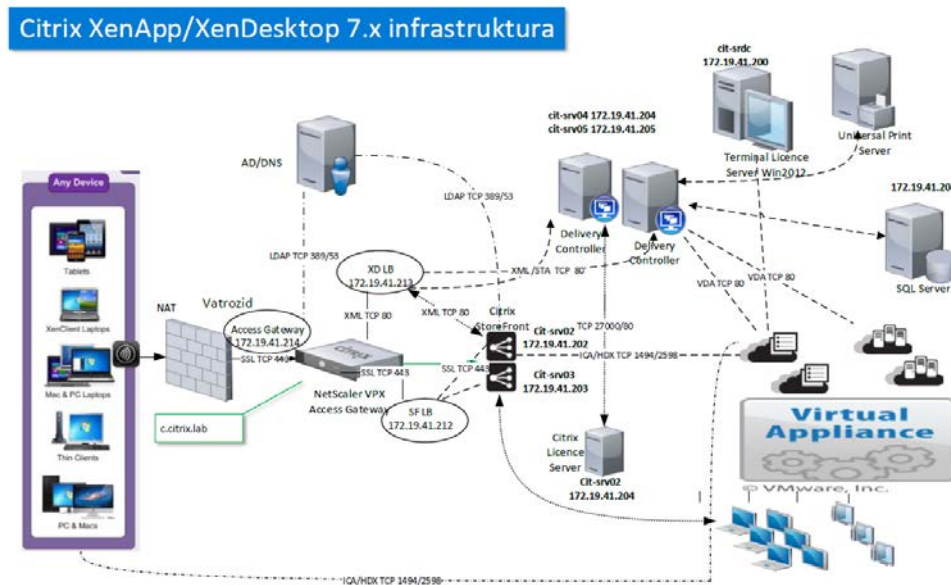 Citrix XenApp/XenDesktop 7.x infrastruktura
cit-srdc
172.19.41.200
cit-srv04 172.19.41.204
cit-srv05 172.19.41.205
Universal Print
Server
Terminal Licence
Server Win2012
AD/DNS
Any Device
LDAP TCP 389/53
172.19.41.20
Tablets
Delivery
Controller
Delivery
Controller
LDAP TCP 389/53
XD LB
172.19.41.213
XML/STA TCP 80
VDA TCP 80
VDA TCP 80
SQL Server
XenClient Laptops
NAT
Vatrozid
XML TCP 80
XML TCP 80
Citrix
StoreFront
TCP 27000/80
Access Gateway
172.19.41.214
Cit-srv02
172.19.41.202
CITRIX
SSL TCP 443
SSL TCP 443
SSL TCP 443
ICA/HDX TCP 1494/2598
Cit-srv03
172.19.41.203
Mac & PC Laptops
NetScaler VPX
Access Gateway
SF LB
172.19.41.212
c.citrix.lab
Virtual
Appliance
Citrix
Licence
Server
Cit-srv02
172.19.41.204
Thin Clients
© VMware, Inc.
PC & Macs
ICA/HDX TCP 1494/2598